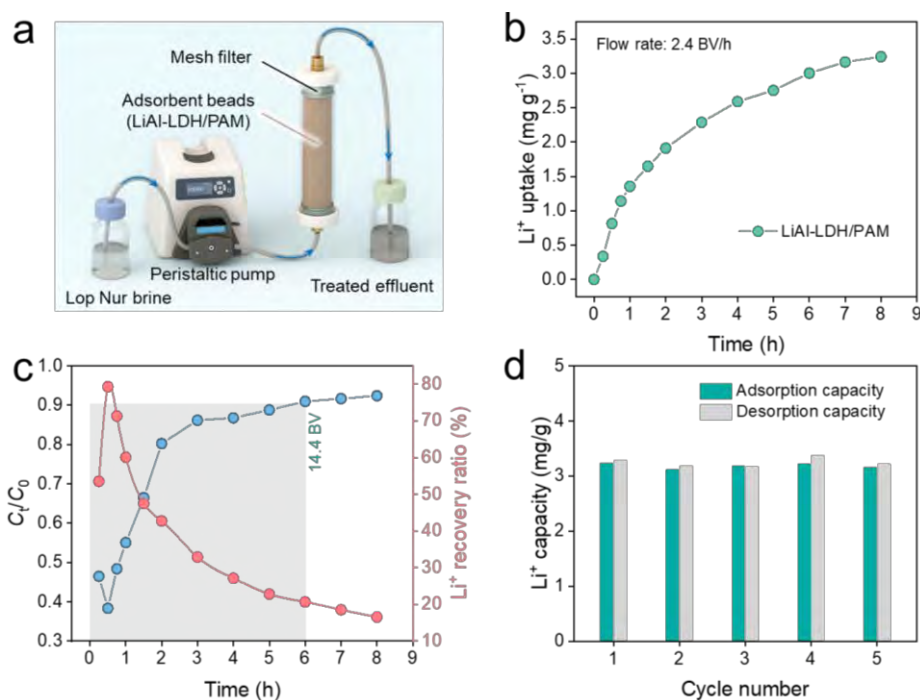 a
Mesh filter
Adsorbent beads
(LiAl-LDH/PAM)
Peristaltic pump
Lop Nur brine
Treated effluent
b
Flow rate: 2.4 BV/h
LiAl-LDH/PAM
Li⁺ uptake (mg g⁻¹)
3.5
3.0
2.5
2.0
1.5
1.0
0.5
0.0
0 1 2 3 4 5 6 7 8 9
Time (h)
c
Cₜ/C₀
1.0
0.9
0.8
0.7
0.6
0.5
0.4
0.3
14.4 BV
80
70
60
50
40
30
20
10
Li⁺ recovery ratio (%)
0 1 2 3 4 5 6 7 8 9
Time (h)
d
Adsorption capacity
Desorption capacity
Li⁺ capacity (mg/g)
5
4
3
2
1
0
1 2 3 4 5
Cycle number